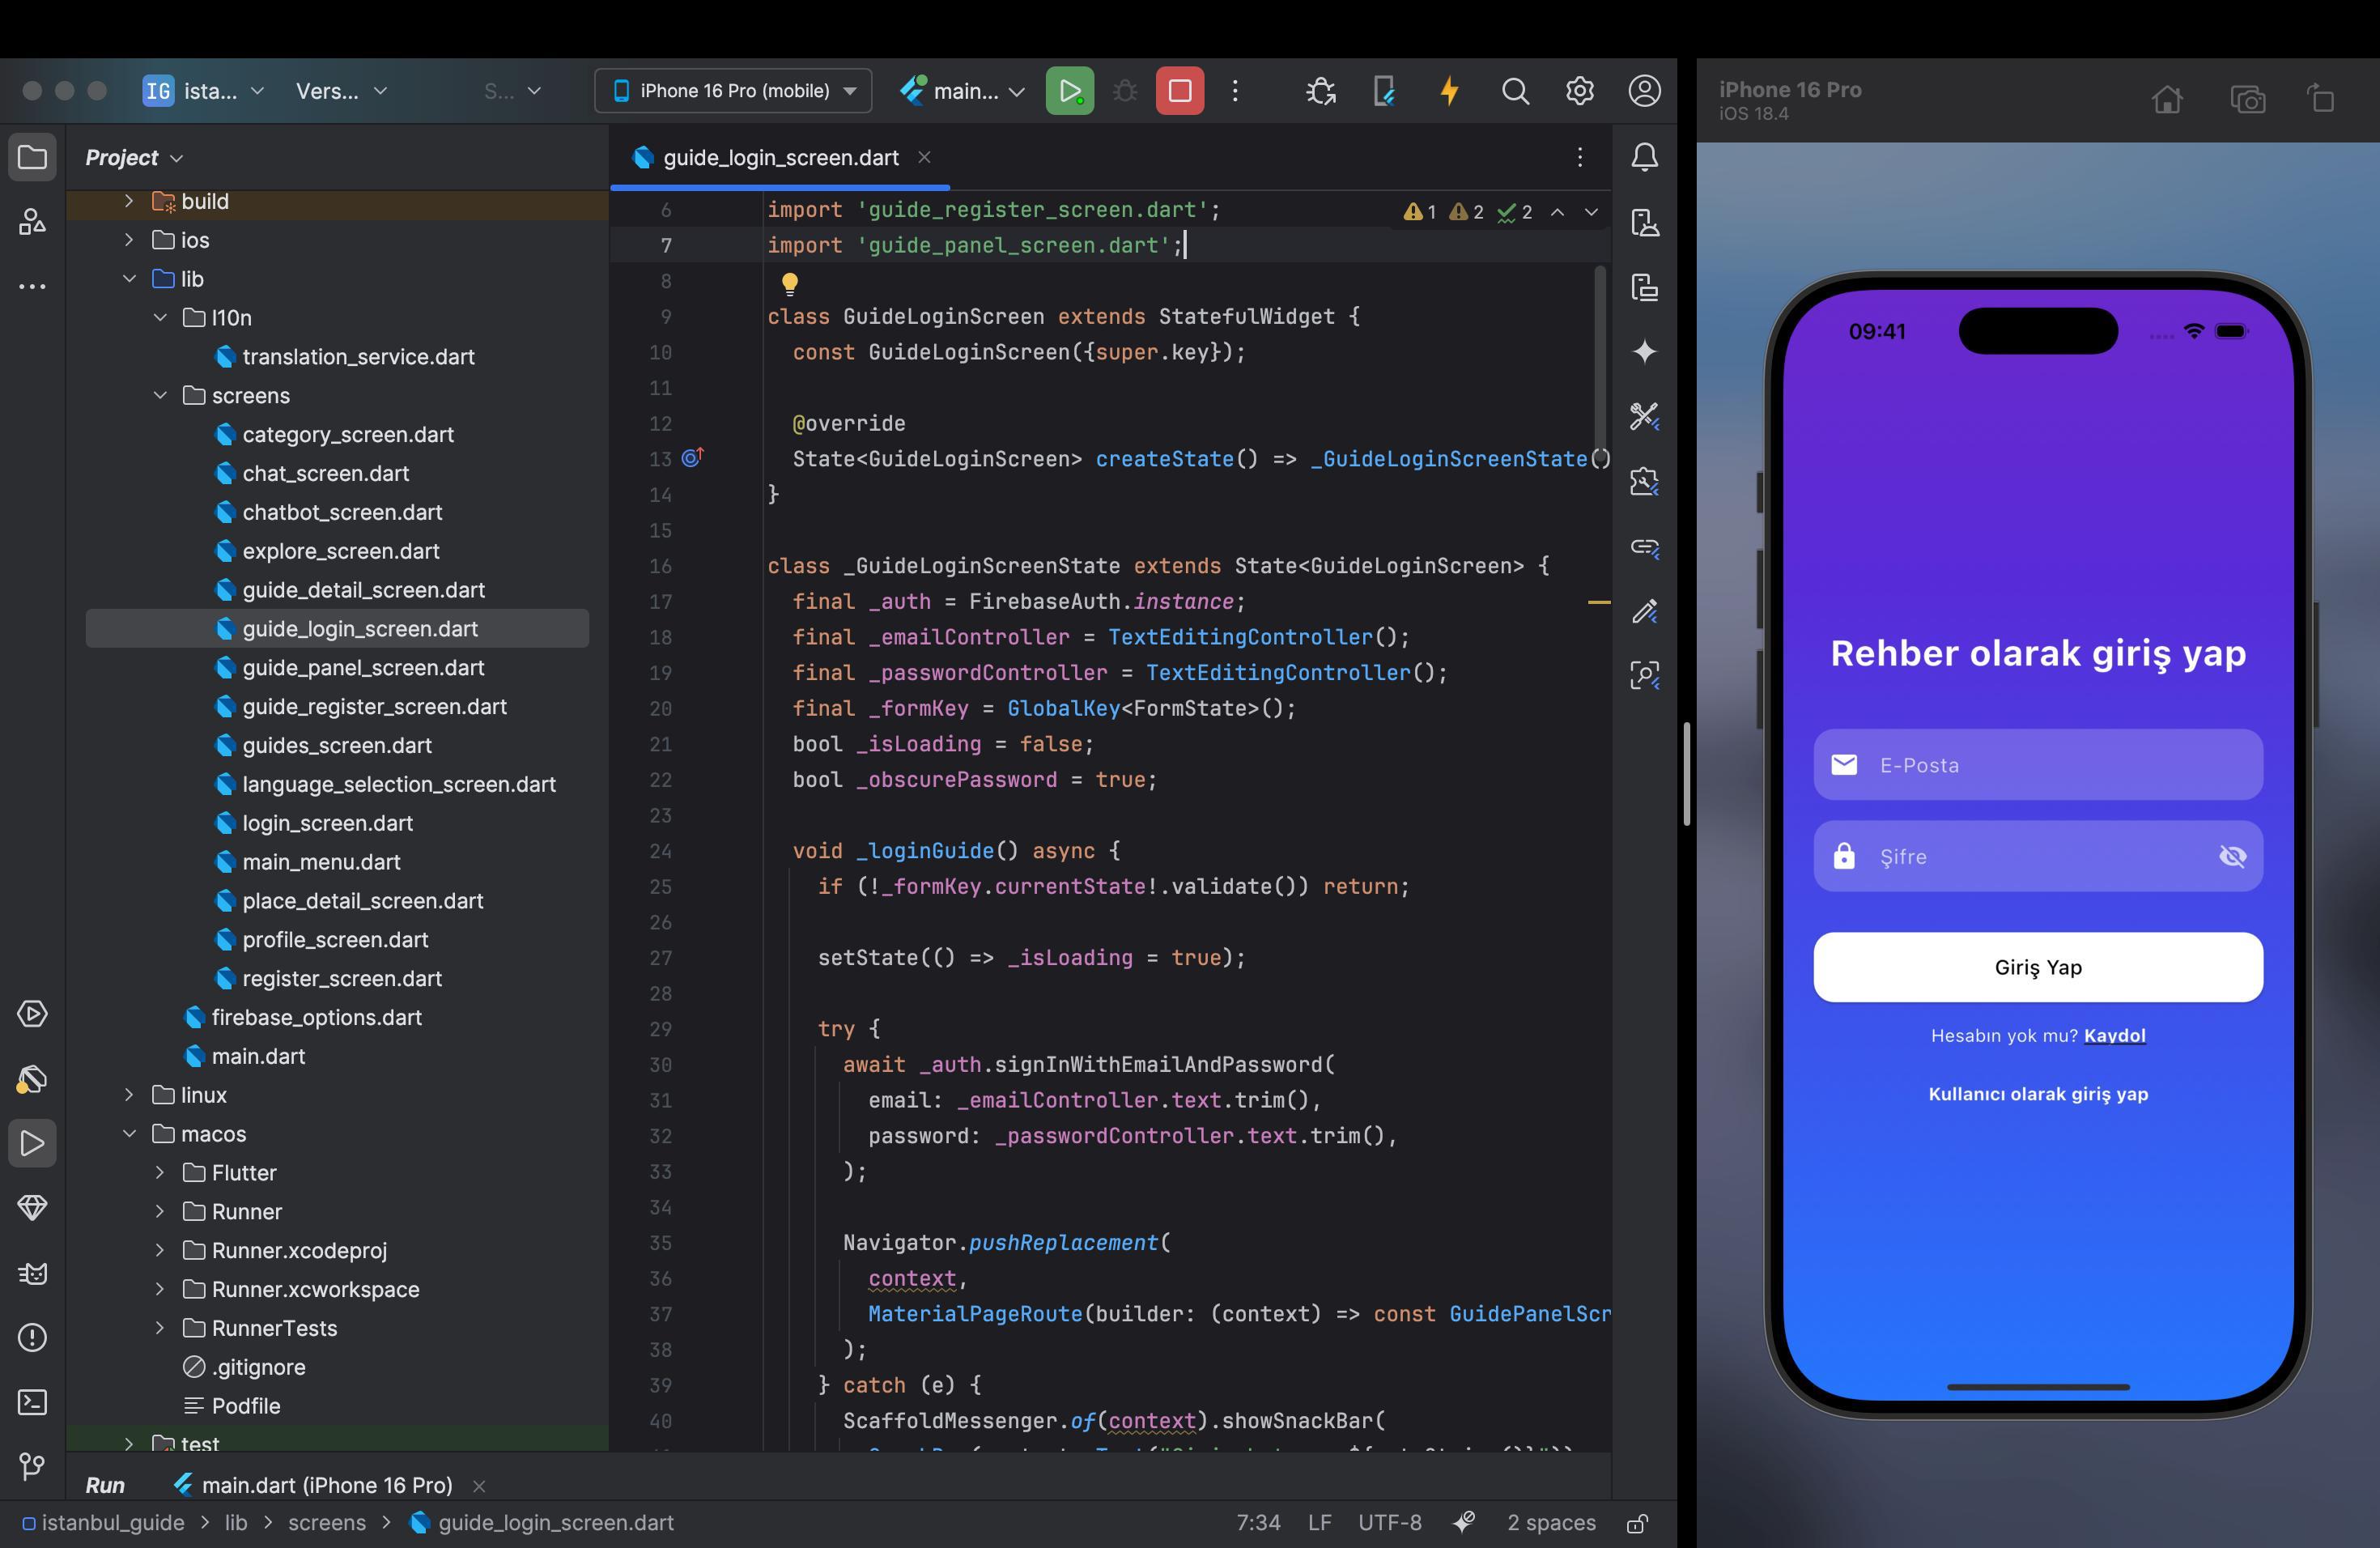 IG ista...
Vers...
S...
iPhone 16 Pro (mobile)
main...
Project
build
ios
lib
l10n
translation_service.dart
screens
category_screen.dart
chat_screen.dart
chatbot_screen.dart
explore_screen.dart
guide_detail_screen.dart
guide_login_screen.dart
guide_panel_screen.dart
guide_register_screen.dart
guides_screen.dart
language_selection_screen.dart
login_screen.dart
main_menu.dart
place_detail_screen.dart
profile_screen.dart
register_screen.dart
firebase_options.dart
main.dart
linux
macos
Flutter
Runner
Runner.xcodeproj
Runner.xcworkspace
RunnerTests
.gitignore
Podfile
test
guide_login_screen.dart
1 2 2
6 import 'guide_register_screen.dart';
7 import 'guide_panel_screen.dart';
8
9 class GuideLoginScreen extends StatefulWidget {
10 const GuideLoginScreen({super.key});
11
12 @override
13 State<GuideLoginScreen> createState() => _GuideLoginScreenState()
14 }
15
16 class _GuideLoginScreenState extends State<GuideLoginScreen> {
17 final _auth = FirebaseAuth.instance;
18 final _emailController = TextEditingController();
19 final _passwordController = TextEditingController();
20 final _formKey = GlobalKey<FormState>();
21 bool _isLoading = false;
22 bool _obscurePassword = true;
23
24 void _loginGuide() async {
25 if (!_formKey.currentState!.validate()) return;
26
27 setState(() => _isLoading = true);
28
29 try {
30 await _auth.signInWithEmailAndPassword(
31 email: _emailController.text.trim(),
32 password: _passwordController.text.trim(),
33 );
34
35 Navigator.pushReplacement(
36 context,
37 MaterialPageRoute(builder: (context) => const GuidePanelScr
38 );
39 } catch (e) {
40 ScaffoldMessenger.of(context).showSnackBar(
Run
main.dart (iPhone 16 Pro)
istanbul_guide > lib > screens > guide_login_screen.dart
7:34 LF UTF-8 2 spaces
iPhone 16 Pro
iOS 18.4
09:41
Rehber olarak giriş yap
E-Posta
Şifre
Giriş Yap
Hesabın yok mu? Kaydol
Kullanıcı olarak giriş yap